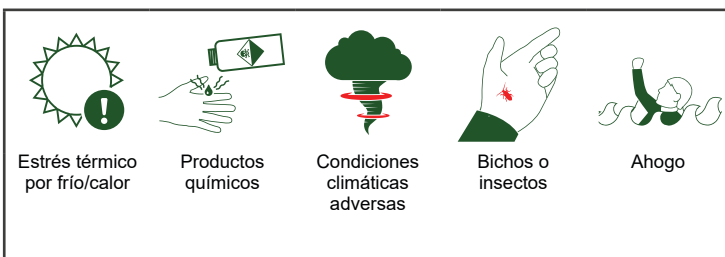 Estrés térmico
por frío/calor
Productos
químicos
Condiciones
climáticas
adversas
Bichos o
insectos
Ahogo